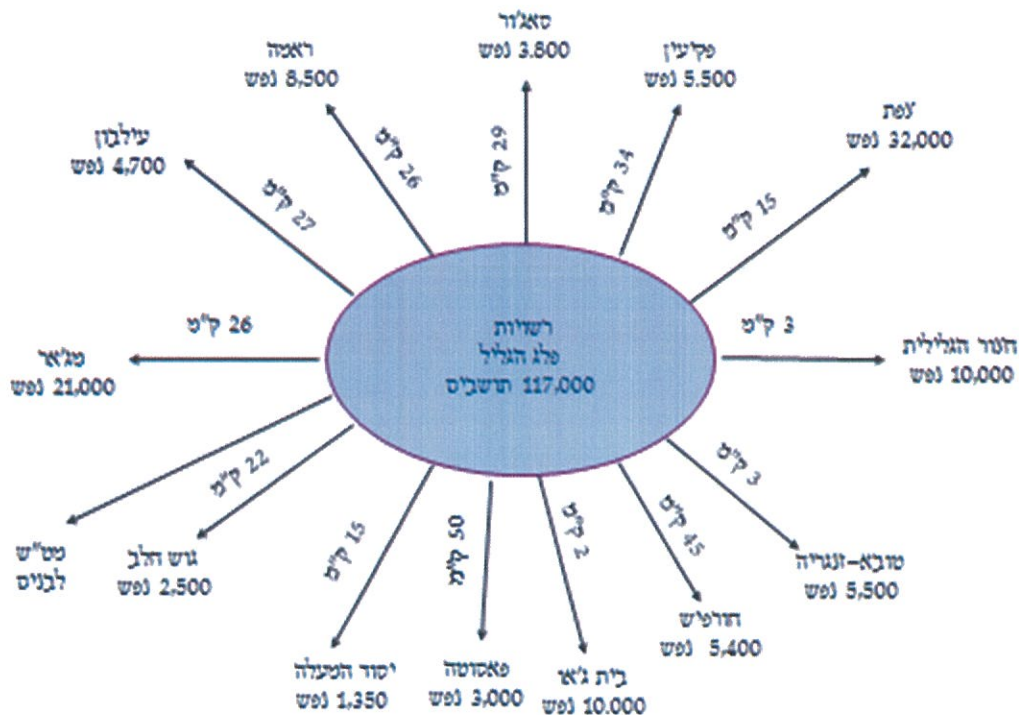 סאג'ור
3.800 נפש
ראמה
8,500 נפש
פקיעין
5.500 נפש
עילבון
4,700 נפש
צפת
32,000 נפש
27 ק"מ
26 ק"מ
29 ק"מ
34 ק"מ
15 ק"מ
רשויות
פלג הגליל
117,000 תושבים
26 ק"מ
מג'אר
21,000 נפש
3 ק"מ
חצור הגלילית
10,000 נפש
22 ק"מ
15 ק"מ
50 ק"מ
2 ק"מ
45 ק"מ
3 ק"מ
מט"ש
לבנים
גוש חלב
2,500 נפש
טובא-זנגריה
5,500 נפש
חורפיש
5,400 נפש
יסוד המעלה
1,350 נפש
פאסוטה
3,000 נפש
בית ג'או
10.000 נפש